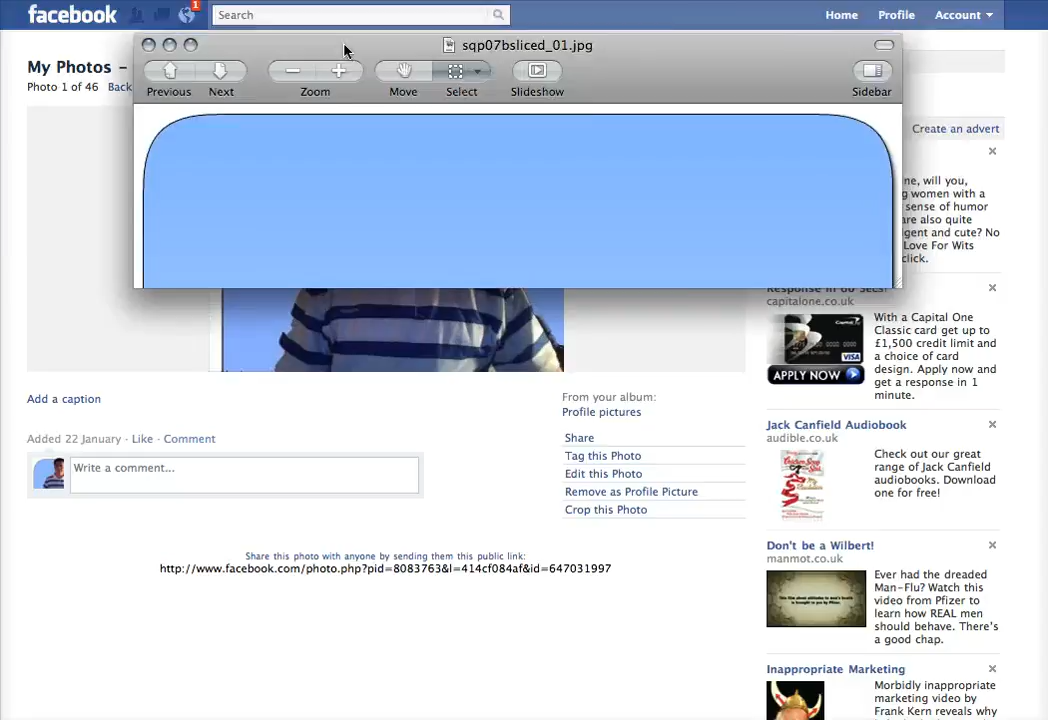 facebook
1
Search
Home
Profile
Account
sqp07bsliced_01.jpg
Previous
Next
Zoom
Move
Select
Slideshow
Sidebar
My Photos –
Photo 1 of 46
Back
Create an advert
ne, will you,
g women with a
sense of humor
are also quite
gent and cute? No
Love For Wits
click.
Response in 60 Secs!
capitalone.co.uk
With a Capital One
Classic card get up to
£1,500 credit limit and
a choice of card
design. Apply now and
get a response in 1
minute.
VISA
APPLY NOW
Add a caption
From your album:
Profile pictures
Added 22 January · Like · Comment
Write a comment...
Share
Tag this Photo
Edit this Photo
Remove as Profile Picture
Crop this Photo
Jack Canfield Audiobook
audible.co.uk
Check out our great
range of Jack Canfield
audiobooks. Download
one for free!
Share this photo with anyone by sending them this public link:
http://www.facebook.com/photo.php?pid=8083763&l=414cf084af&id=647031997
Don't be a Wilbert!
manmot.co.uk
Ever had the dreaded
Man-Flu? Watch this
video from Pfizer to
learn how REAL men
should behave. There's
a good chap.
Inappropriate Marketing
Morbidly inappropriate
marketing video by
Frank Kern reveals why